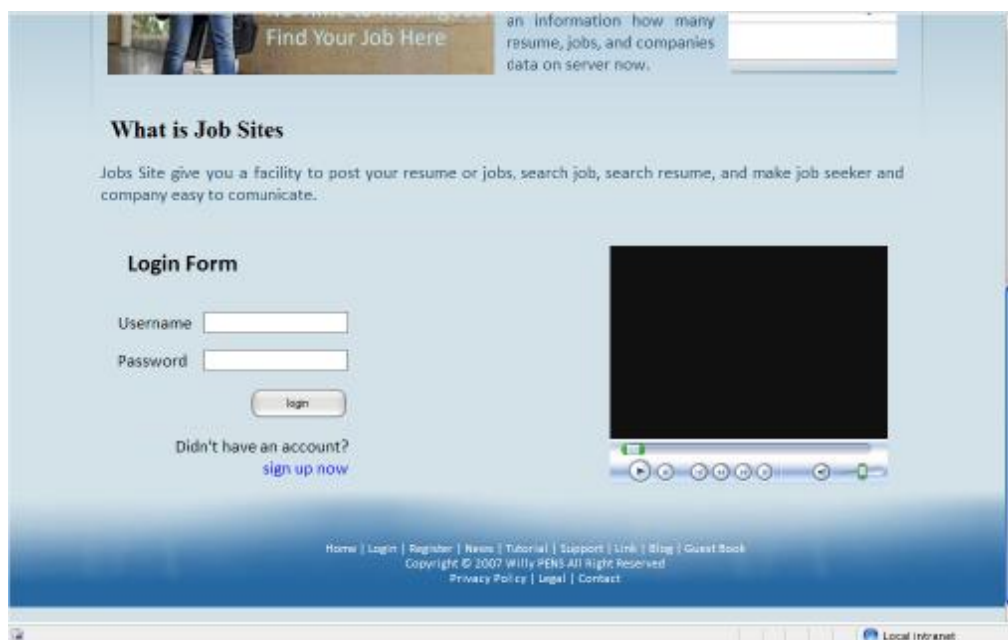 Find Your Job Here
an information how many
resume, jobs, and companies
data on server now.
What is Job Sites
Jobs Site give you a facility to post your resume or jobs, search job, search resume, and make job seeker and
company easy to comunicate.
Login Form
Username
Password
login
Didn't have an account?
sign up now
Home | Login | Register | News | Tutorial | Support | Link | Blog | Guest Book
Copyright © 2007 Willy PENS All Right Reserved
Privacy Policy | Legal | Contact
Local intranet